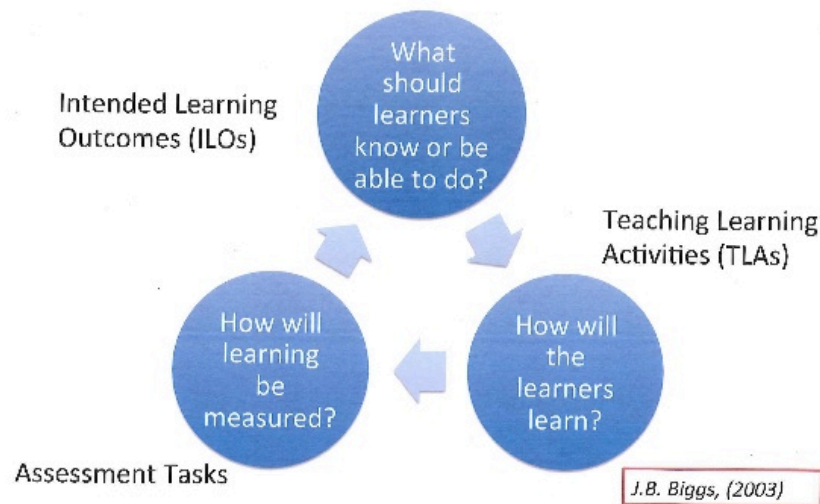 What
should
learners
know or be
able to do?
Intended Learning
Outcomes (ILOs)
Teaching Learning
Activities (TLAs)
How will
the
learners
learn?
How will
learning
be
measured?
Assessment Tasks
J.B. Biggs, (2003)